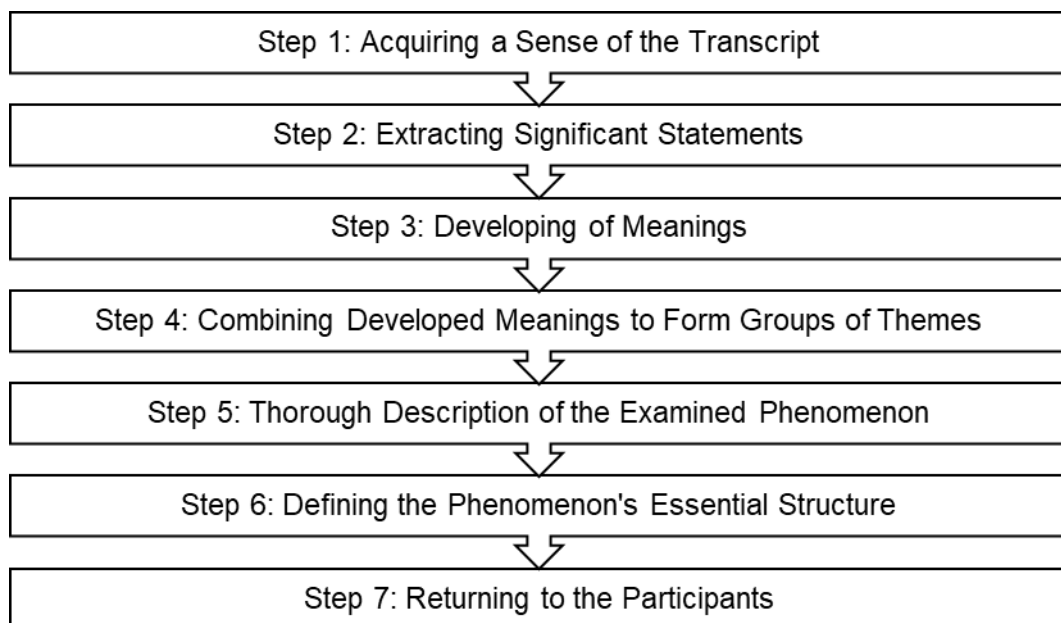 Step 1: Acquiring a Sense of the Transcript
Step 2: Extracting Significant Statements
Step 3: Developing of Meanings
Step 4: Combining Developed Meanings to Form Groups of Themes
Step 5: Thorough Description of the Examined Phenomenon
Step 6: Defining the Phenomenon's Essential Structure
Step 7: Returning to the Participants